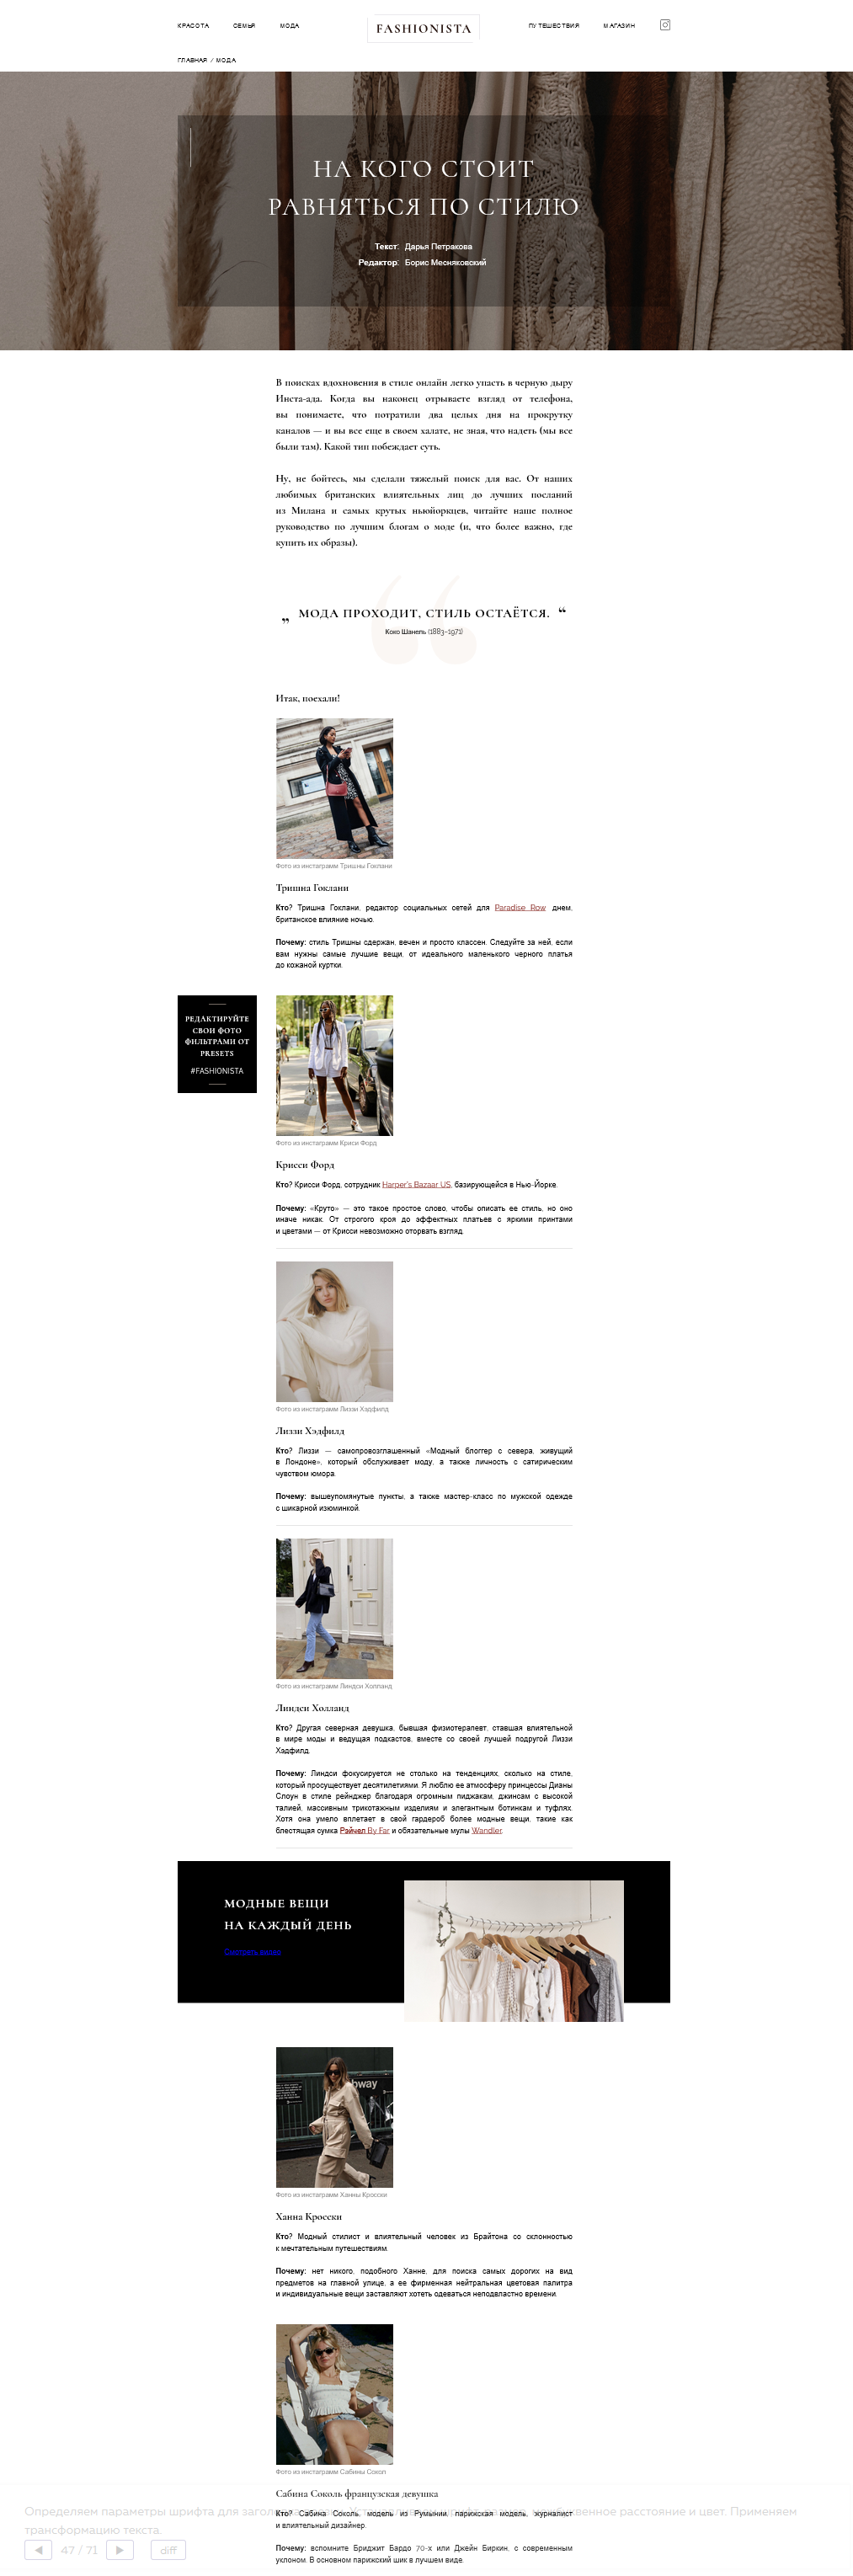 КРАСОТА СЕМЬЯ МОДА FASHIONISTA ПУТЕШЕСТВИЯ МАГАЗИН
ГЛАВНАЯ / МОДА
НА КОГО СТОИТ
РАВНЯТЬСЯ ПО СТИЛЮ
Текст: Дарья Петракова
Редактор: Борис Месняковский
В поисках вдохновения в стиле онлайн легко упасть в черную дыру
Инста-ада. Когда вы наконец отрываете взгляд от телефона,
вы понимаете, что потратили два целых дня на прокрутку
каналов — и вы все еще в своем халате, не зная, что надеть (мы все
были там). Какой тип побеждает суть.
Ну, не бойтесь, мы сделали тяжелый поиск для вас. От наших
любимых британских влиятельных лиц до лучших посланий
из Милана и самых крутых ньюйоркцев, читайте наше полное
руководство по лучшим блогам о моде (и, что более важно, где
купить их образы).
„ МОДА ПРОХОДИТ, СТИЛЬ ОСТАЁТСЯ. “
Коко Шанель (1883–1971)
Итак, поехали!
Фото из инстаграмм Тришны Гоклани
Тришна Гоклани
Кто? Тришна Гоклани, редактор социальных сетей для Paradise Row днем,
британское влияние ночью.
Почему: стиль Тришны сдержан, вечен и просто классен. Следуйте за ней, если
вам нужны самые лучшие вещи, от идеального маленького черного платья
до кожаной куртки.
РЕДАКТИРУЙТЕ
СВОИ ФОТО
ФИЛЬТРАМИ ОТ
PRESETS
#FASHIONISTA
Фото из инстаграмм Криси Форд
Крисси Форд
Кто? Крисси Форд, сотрудник Harper's Bazaar US, базирующейся в Нью-Йорке.
Почему: «Круто» — это такое простое слово, чтобы описать ее стиль, но оно
иначе никак. От строгого кроя до эффектных платьев с яркими принтами
и цветами — от Крисси невозможно оторвать взгляд.
Фото из инстаграмм Лиззи Хэдфилд
Лиззи Хэдфилд
Кто? Лиззи — самопровозглашенный «Модный блоггер с севера, живущий
в Лондоне», который обслуживает моду, а также личность с сатирическим
чувством юмора.
Почему: вышеупомянутые пункты, а также мастер-класс по мужской одежде
с шикарной изюминкой.
Фото из инстаграмм Линдси Холланд
Линдси Холланд
Кто? Другая северная девушка, бывшая физиотерапевт, ставшая влиятельной
в мире моды и ведущая подкастов, вместе со своей лучшей подругой Лиззи
Хэдфилд.
Почему: Линдси фокусируется не столько на тенденциях, сколько на стиле,
который просуществует десятилетиями. Я люблю ее атмосферу принцессы Дианы
Слоун в стиле рейнджер благодаря огромным пиджакам, джинсам с высокой
талией, массивным трикотажным изделиям и элегантным ботинкам и туфлях.
Хотя она умело вплетает в свой гардероб более модные вещи, такие как
блестящая сумка Рэйчел By Far и обязательные мулы Wandler.
МОДНЫЕ ВЕЩИ
НА КАЖДЫЙ ДЕНЬ
Фото из инстаграмм Ханны Кросски
Ханна Кросски
Кто? Модный стилист и влиятельный человек из Брайтона со склонностью
к мечтательным путешествиям.
Почему: нет никого, подобного Ханне, для поиска самых дорогих на вид
предметов на главной улице, а ее фирменная нейтральная цветовая палитра
и индивидуальные вещи заставляют хотеть одеваться неподвластно времени.
Фото из инстаграмм Сабины Сокол
Сабина Соколь французская девушка
Кто? Сабина Соколь, модель из Румынии, парижская модель, журналист
и влиятельный дизайнер.
Определяем параметры шрифта для расстояние и цвет. Применяем
трансформацию текста.
47 / 71 diff
Почему: вспомните Бриджит Бардо 70-х или Джейн Биркин, с современным
уклоном. В основном парижский шик в лучшем виде.